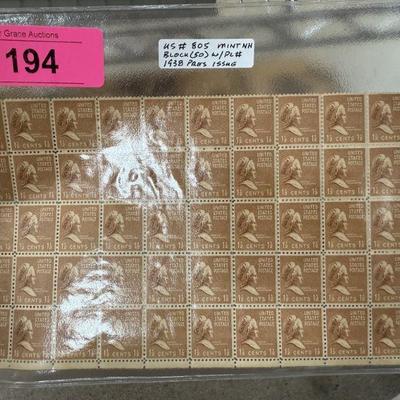 Grane Auctions
194
US # 805 MINT NH
BLOCK (50) W/PL#
1938 PRES ISSUE
UNITED STATES POSTAGE
1½ CENTS 1½